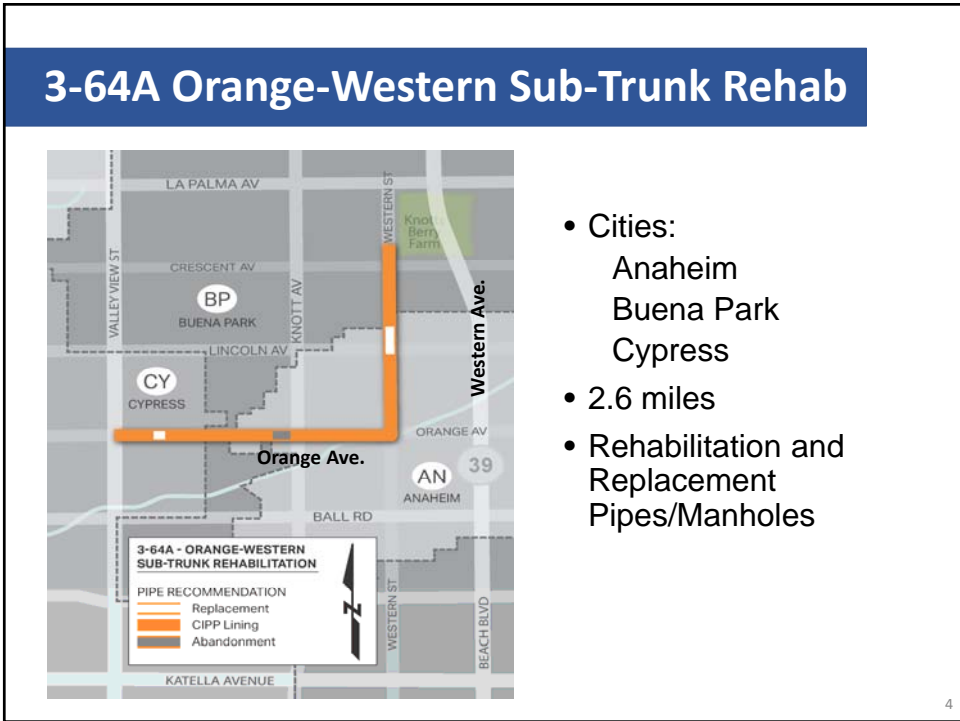 3-64A Orange-Western Sub-Trunk Rehab
LA PALMA AV
WESTERN ST
Knotts
Berry
Farm
VALLEY VIEW ST
CRESCENT AV
KNOTT AV
BP
BUENA PARK
Western Ave.
LINCOLN AV
CY
CYPRESS
ORANGE AV
Orange Ave.
39
AN
ANAHEIM
BALL RD
3-64A - ORANGE-WESTERN
SUB-TRUNK REHABILITATION
PIPE RECOMMENDATION
Replacement
CIPP Lining
Abandonment
N
WESTERN ST
BEACH BLVD
KATELLA AVENUE
• Cities:
Anaheim
Buena Park
Cypress
• 2.6 miles
• Rehabilitation and
Replacement
Pipes/Manholes
4